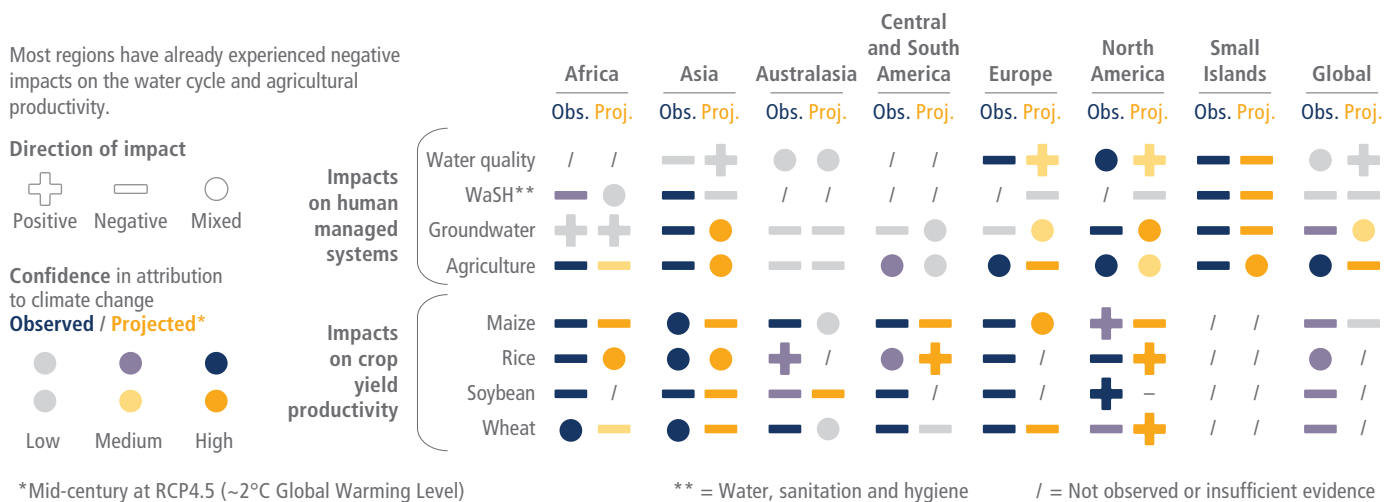 Most regions have already experienced negative
impacts on the water cycle and agricultural
productivity.
Direction of impact
Positive Negative Mixed
Confidence in attribution
to climate change
Observed / Projected*
Low Medium High
Africa Asia Australasia Central and South America Europe North America Small Islands Global
Obs. Proj. Obs. Proj. Obs. Proj. Obs. Proj. Obs. Proj. Obs. Proj. Obs. Proj. Obs. Proj.
Impacts
on human
managed
systems
Water quality / / / /
WaSH** / / / / / /
Groundwater
Agriculture
Impacts
on crop
yield
productivity
Maize / /
Rice / / / / /
Soybean / / / – / / /
Wheat / / /
*Mid-century at RCP4.5 (~2°C Global Warming Level)
** = Water, sanitation and hygiene
/ = Not observed or insufficient evidence